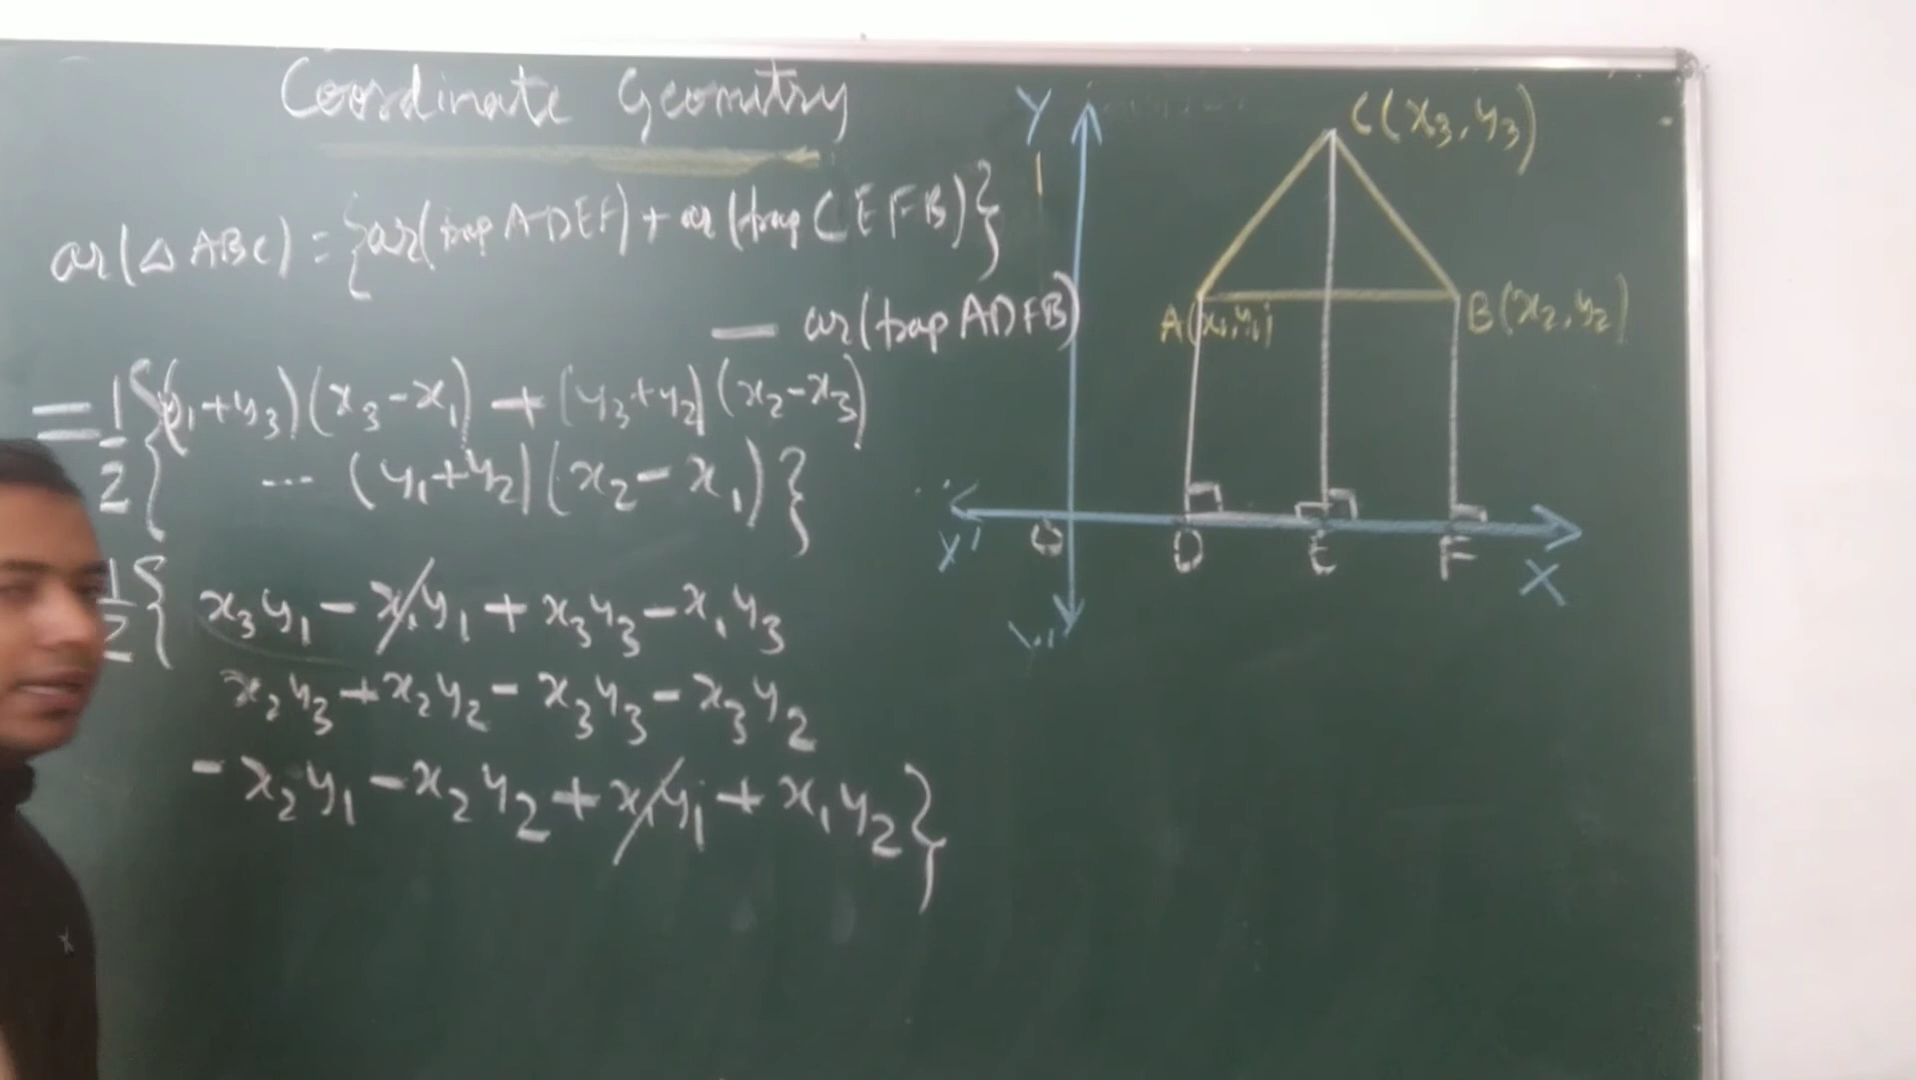 Coordinate Geometry
ar(△ABC) = {ar(trap ADEF) + ar(trap CEFB)}
— ar(trap ADFB)
= 1/2 {(y₁+y₃)(x₃−x₁) + (y₃+y₂)(x₂−x₃)
... (y₁+y₂)(x₂−x₁)}
1/2 { x₃y₁ − x₁y₁ + x₃y₃ − x₁y₃
x₂y₃ + x₂y₂ − x₃y₃ − x₃y₂
− x₂y₁ − x₂y₂ + x₁y₁ + x₁y₂}
Y
C(x₃, y₃)
A(x₁, y₁)
B(x₂, y₂)
X' O D E F X